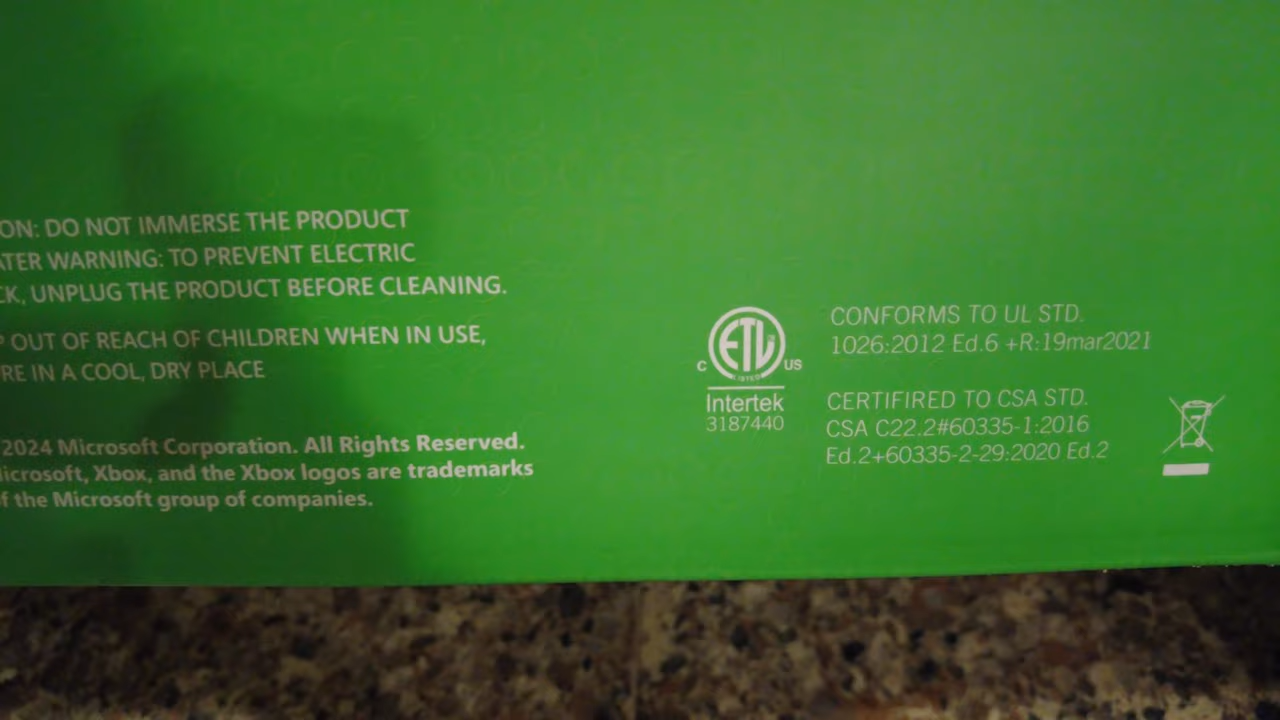 ON: DO NOT IMMERSE THE PRODUCT
ATER WARNING: TO PREVENT ELECTRIC
CK, UNPLUG THE PRODUCT BEFORE CLEANING.
P OUT OF REACH OF CHILDREN WHEN IN USE,
RE IN A COOL, DRY PLACE
2024 Microsoft Corporation. All Rights Reserved.
Microsoft, Xbox, and the Xbox logos are trademarks
of the Microsoft group of companies.
C ETL US
LISTED
Intertek
3187440
CONFORMS TO UL STD.
1026:2012 Ed.6 +R:19mar2021
CERTIFIED TO CSA STD.
CSA C22.2#60335-1:2016
Ed.2+60335-2-29:2020 Ed.2